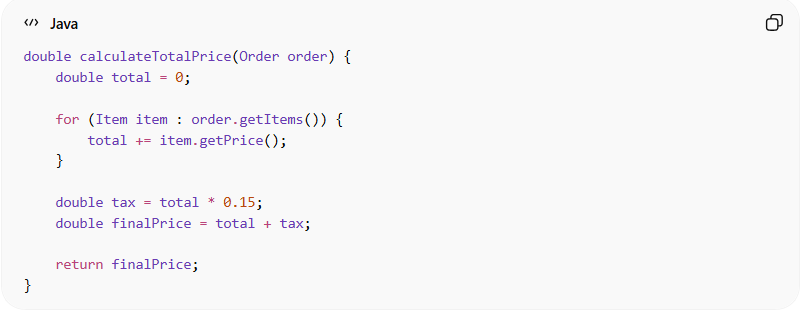 </> Java
double calculateTotalPrice(Order order) {
    double total = 0;

    for (Item item : order.getItems()) {
        total += item.getPrice();
    }

    double tax = total * 0.15;
    double finalPrice = total + tax;

    return finalPrice;
}